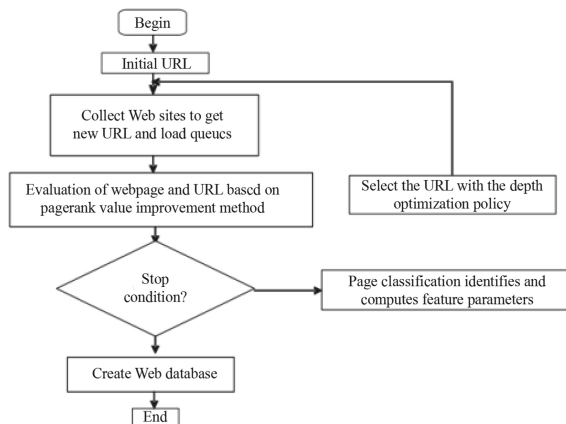 Begin
Initial URL
Collect Web sites to get
new URL and load queucs
Evaluation of webpage and URL bascd on
pagerank value improvement method
Select the URL with the depth
optimization policy
Stop
condition?
Page classification identifies and
computes feature parameters
Create Web database
End